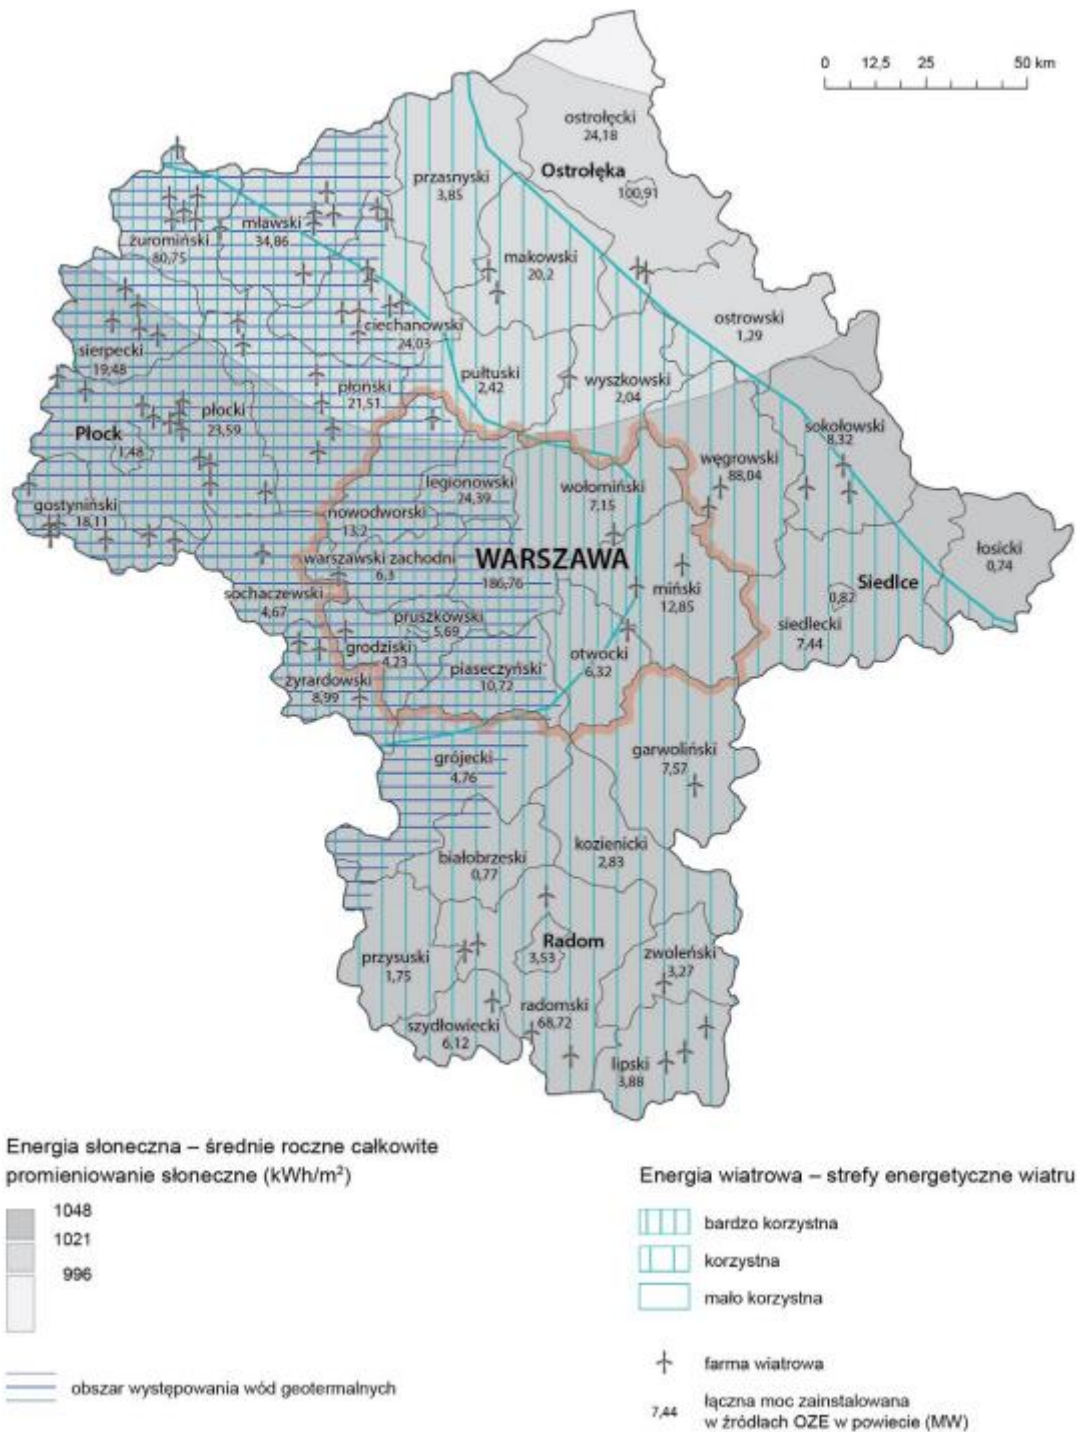 0 12,5 25 50 km
ostrołęcki
24,18
Ostrołęka
100,91
przasnyski
3,85
mławski
34,86
żuromiński
80,75
makowski
20,2
ostrowski
1,29
ciechanowski
24,03
sierpecki
19,48
pułtuski
2,42
wyszkowski
2,04
płoński
21,51
płocki
23,59
Płock
1,48
sokołowski
8,32
węgrowski
88,04
legionowski
24,39
wołomiński
7,15
gostyniński
18,11
nowodworski
13,2
WARSZAWA
186,76
warszawski zachodni
6,3
łosicki
0,74
Siedlce
0,82
sochaczewski
4,67
miński
12,85
pruszkowski
5,69
siedlecki
7,44
grodziski
4,23
otwocki
6,32
piaseczyński
10,72
żyrardowski
8,99
grójecki
4,76
garwoliński
7,57
kozienicki
2,83
białobrzeski
0,77
Radom
3,53
przysuski
1,75
zwoleński
3,27
radomski
68,72
szydłowiecki
6,12
lipski
3,88
Energia słoneczna – średnie roczne całkowite
promieniowanie słoneczne (kWh/m²)
1048
1021
996
obszar występowania wód geotermalnych
Energia wiatrowa – strefy energetyczne wiatru
bardzo korzystna
korzystna
mało korzystna
farma wiatrowa
7,44 łączna moc zainstalowana
w źródłach OZE w powiecie (MW)